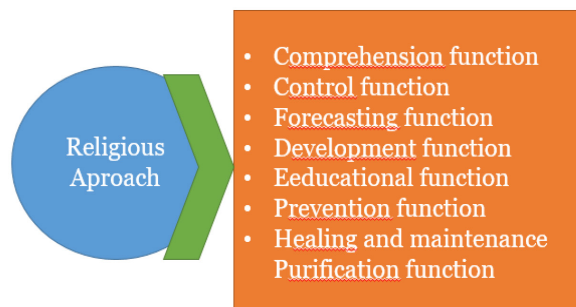 Religious
Aproach
• Comprehension function
• Control function
• Forecasting function
• Development function
• Eeducational function
• Prevention function
• Healing and maintenance
Purification function